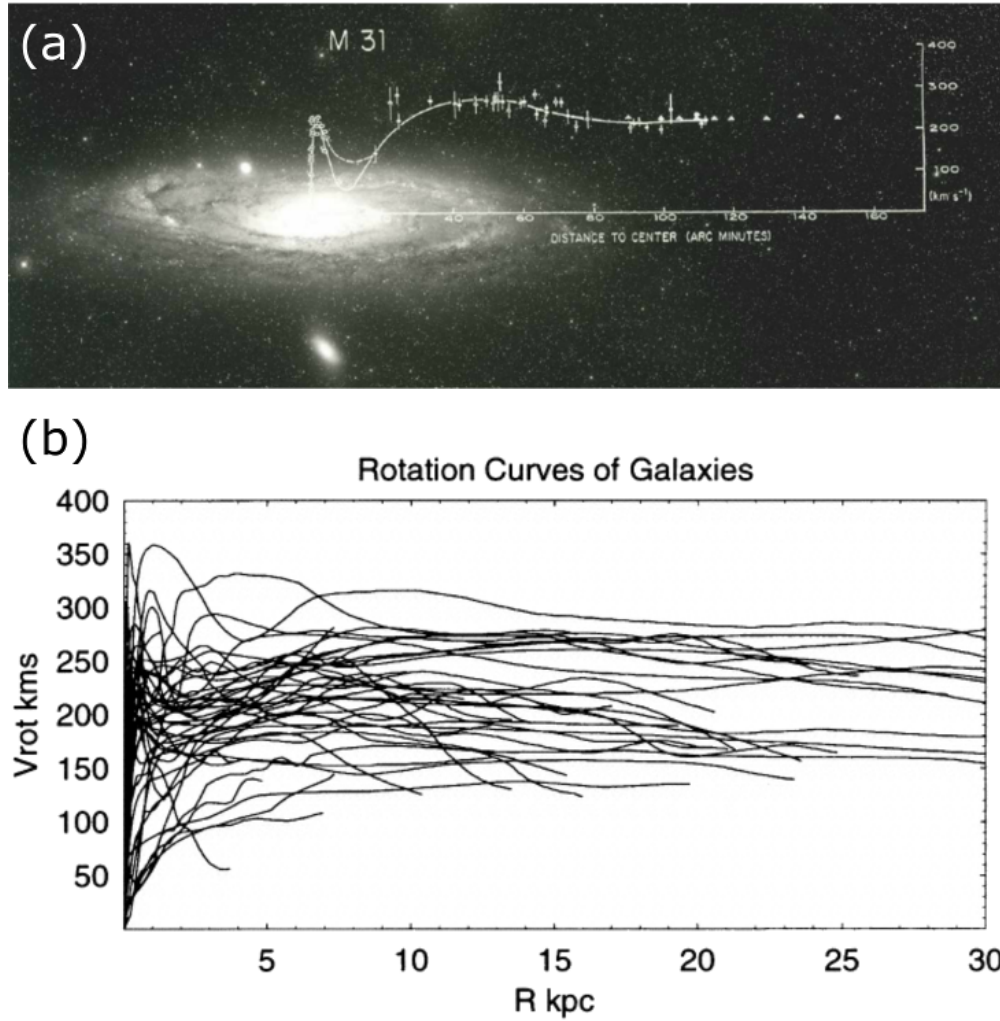 (a)
M 31
400
300
200
100
(km s⁻¹)
40 60 80 100 120 140 160
DISTANCE TO CENTER (ARC MINUTES)
(b)
Rotation Curves of Galaxies
400
350
300
250
200
150
100
50
Vrot kms
5 10 15 20 25 30
R kpc